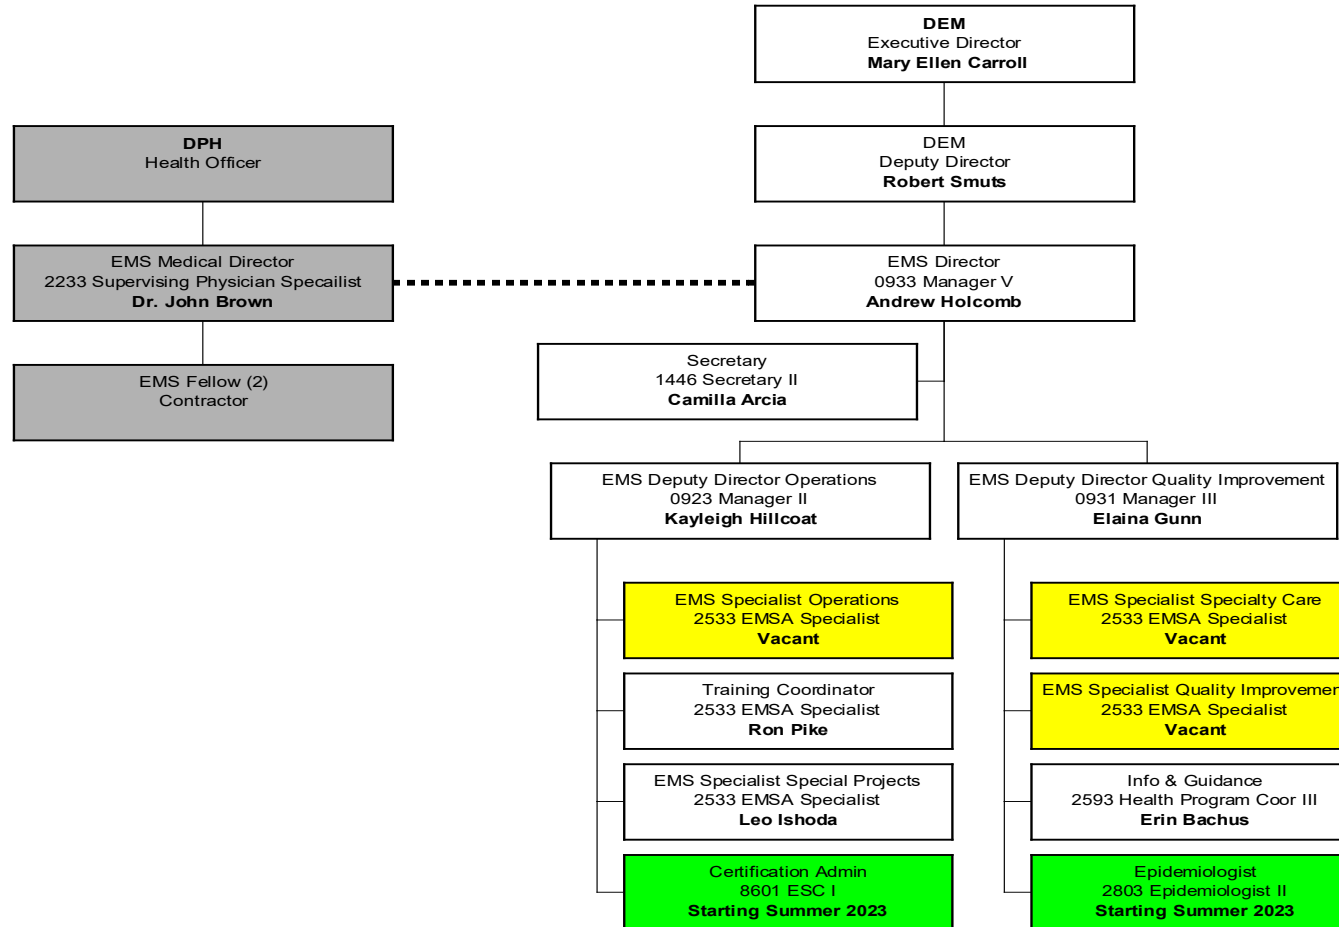 DEM
Executive Director
Mary Ellen Carroll
DPH
Health Officer
DEM
Deputy Director
Robert Smuts
EMS Medical Director
2233 Supervising Physician Specailist
Dr. John Brown
EMS Director
0933 Manager V
Andrew Holcomb
EMS Fellow (2)
Contractor
Secretary
1446 Secretary II
Camilla Arcia
EMS Deputy Director Operations
0923 Manager II
Kayleigh Hillcoat
EMS Deputy Director Quality Improvement
0931 Manager III
Elaina Gunn
EMS Specialist Operations
2533 EMSA Specialist
Vacant
Training Coordinator
2533 EMSA Specialist
Ron Pike
EMS Specialist Special Projects
2533 EMSA Specialist
Leo Ishoda
Certification Admin
8601 ESC I
Starting Summer 2023
EMS Specialist Specialty Care
2533 EMSA Specialist
Vacant
EMS Specialist Quality Improvemen
2533 EMSA Specialist
Vacant
Info & Guidance
2593 Health Program Coor III
Erin Bachus
Epidemiologist
2803 Epidemiologist II
Starting Summer 2023